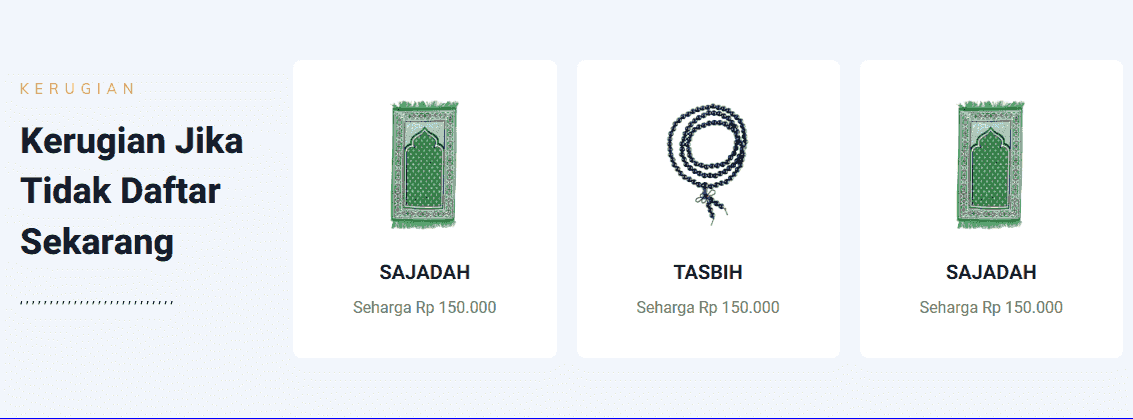 KERUGIAN
Kerugian Jika
Tidak Daftar
Sekarang
SAJADAH
Seharga Rp 150.000
TASBIH
Seharga Rp 150.000
SAJADAH
Seharga Rp 150.000